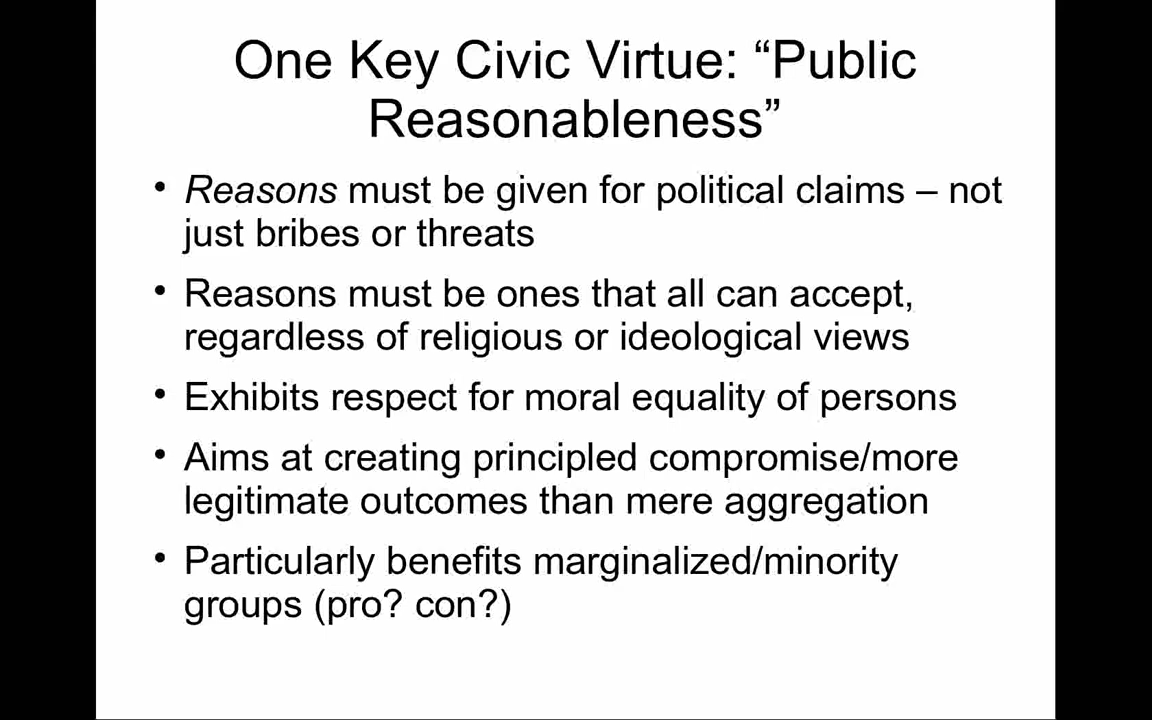 One Key Civic Virtue: “Public
Reasonableness”
• Reasons must be given for political claims – not
just bribes or threats
• Reasons must be ones that all can accept,
regardless of religious or ideological views
• Exhibits respect for moral equality of persons
• Aims at creating principled compromise/more
legitimate outcomes than mere aggregation
• Particularly benefits marginalized/minority
groups (pro? con?)